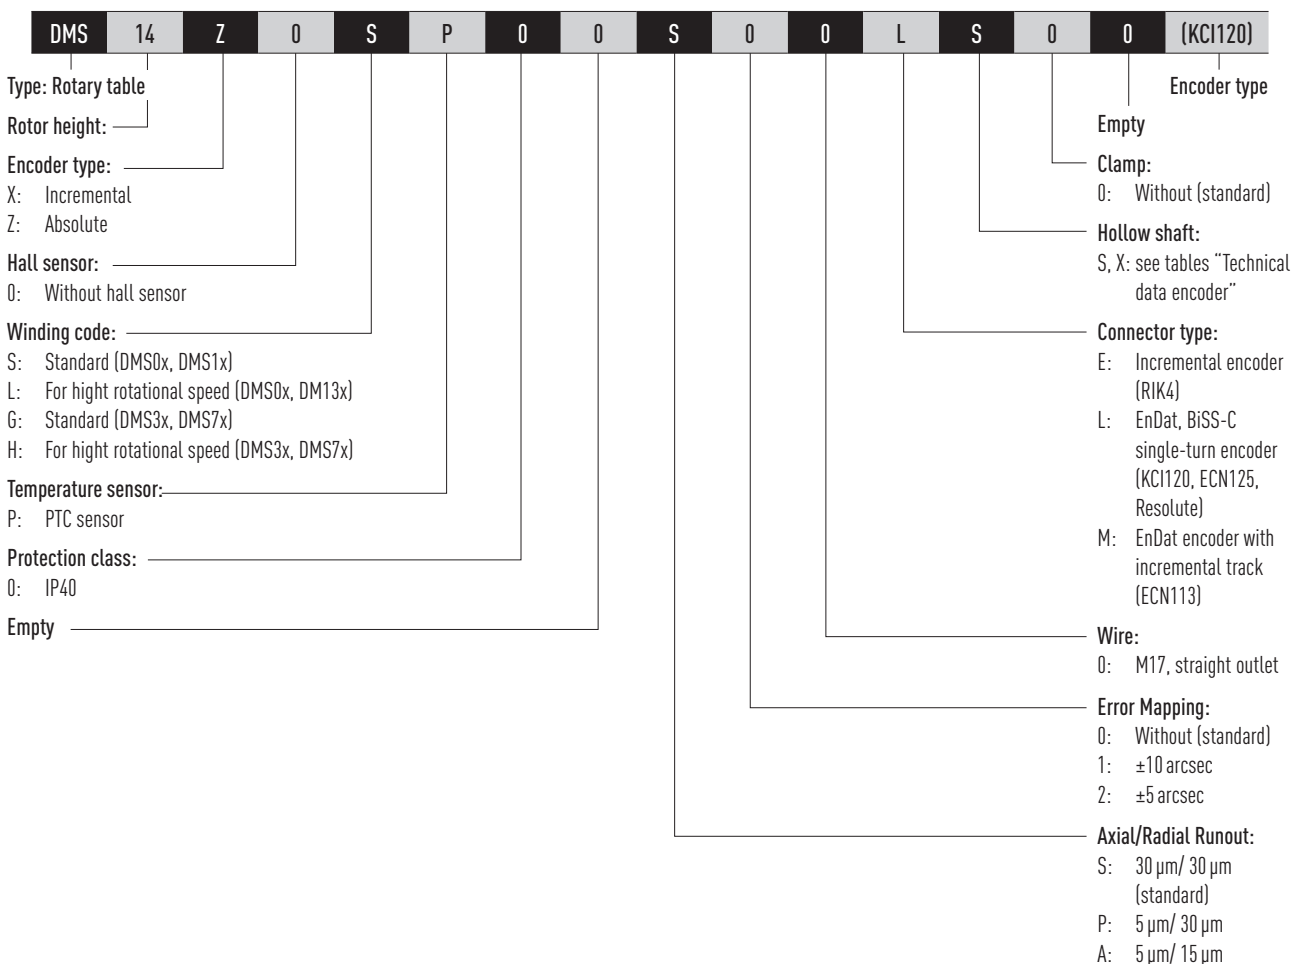 DMS 14 Z 0 S P 0 0 S 0 0 L S 0 0 (KCI120)
Type: Rotary table
Rotor height:
Encoder type:
X: Incremental
Z: Absolute
Hall sensor:
0: Without hall sensor
Winding code:
S: Standard (DMS0x, DMS1x)
L: For hight rotational speed (DMS0x, DM13x)
G: Standard (DMS3x, DMS7x)
H: For hight rotational speed (DMS3x, DMS7x)
Temperature sensor:
P: PTC sensor
Protection class:
0: IP40
Empty
Encoder type
Empty
Clamp:
0: Without (standard)
Hollow shaft:
S, X: see tables “Technical
data encoder”
Connector type:
E: Incremental encoder
(RIK4)
L: EnDat, BiSS-C
single-turn encoder
(KCI120, ECN125,
Resolute)
M: EnDat encoder with
incremental track
(ECN113)
Wire:
0: M17, straight outlet
Error Mapping:
0: Without (standard)
1: ±10 arcsec
2: ±5 arcsec
Axial/Radial Runout:
S: 30 µm/ 30 µm
(standard)
P: 5 µm/ 30 µm
A: 5 µm/ 15 µm